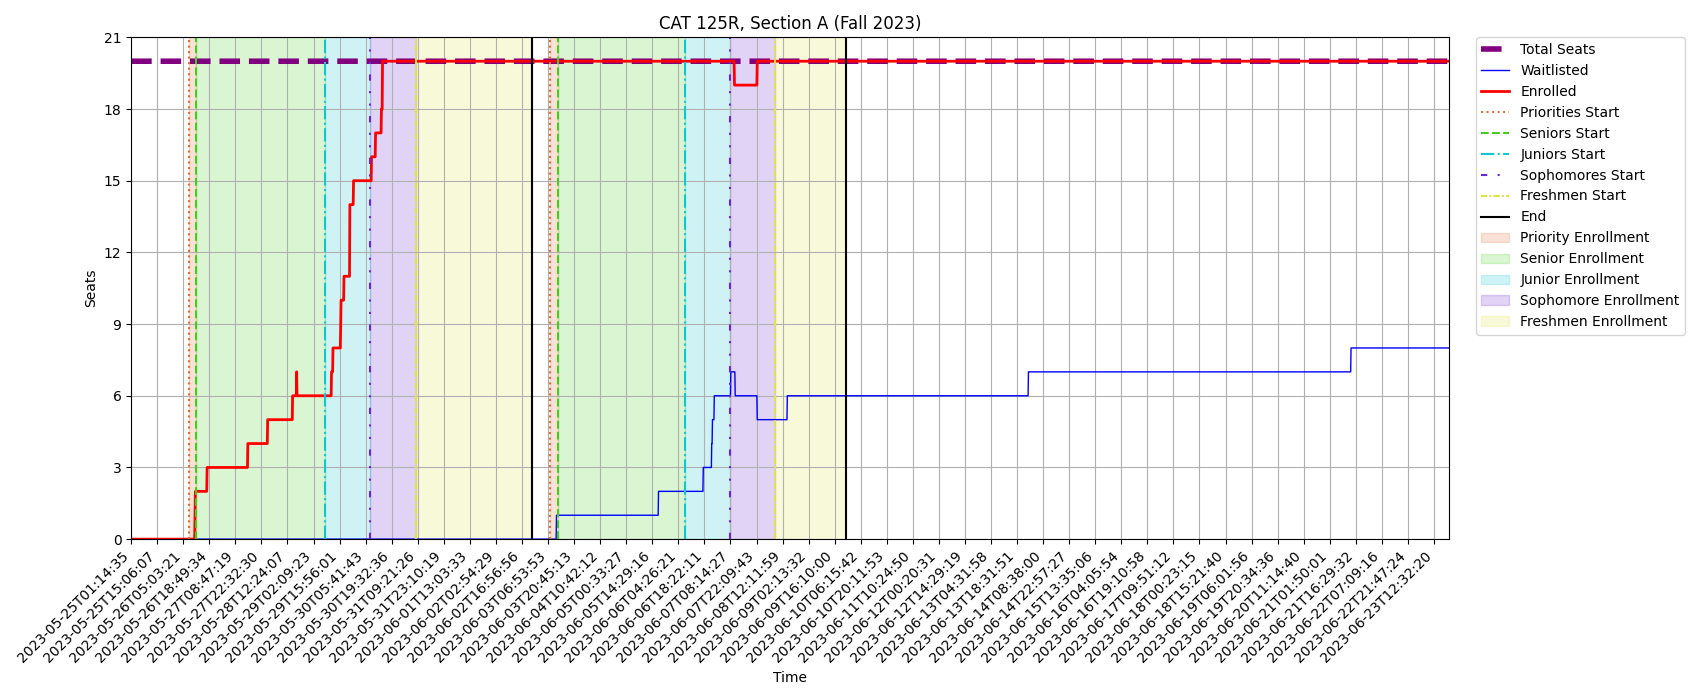 CAT 125R, Section A (Fall 2023)
Seats
21
18
15
12
9
6
3
0
2023-05-25T01:14:35
2023-05-25T15:06:07
2023-05-26T05:03:21
2023-05-26T18:49:34
2023-05-27T08:47:19
2023-05-27T22:32:30
2023-05-28T12:24:07
2023-05-29T02:09:23
2023-05-29T15:56:01
2023-05-30T05:41:43
2023-05-30T19:32:36
2023-05-31T09:21:26
2023-05-31T23:10:19
2023-06-01T13:03:33
2023-06-02T02:54:29
2023-06-02T16:56:56
2023-06-03T06:53:53
2023-06-03T20:45:13
2023-06-04T10:42:12
2023-06-05T00:33:27
2023-06-05T14:29:16
2023-06-06T04:26:21
2023-06-06T18:22:11
2023-06-07T08:14:27
2023-06-07T22:09:43
2023-06-08T12:11:59
2023-06-09T02:13:32
2023-06-09T16:10:00
2023-06-10T06:15:42
2023-06-10T20:11:53
2023-06-11T10:24:50
2023-06-12T00:20:31
2023-06-12T14:29:19
2023-06-13T04:31:58
2023-06-13T18:31:51
2023-06-14T08:38:00
2023-06-14T22:57:27
2023-06-15T13:35:06
2023-06-16T04:05:54
2023-06-16T19:10:58
2023-06-17T09:51:12
2023-06-18T00:23:15
2023-06-18T15:21:40
2023-06-19T06:01:56
2023-06-19T20:34:36
2023-06-20T11:14:40
2023-06-21T01:50:01
2023-06-21T16:29:32
2023-06-22T07:09:16
2023-06-22T21:47:24
2023-06-23T12:32:20
Time
Total Seats
Waitlisted
Enrolled
Priorities Start
Seniors Start
Juniors Start
Sophomores Start
Freshmen Start
End
Priority Enrollment
Senior Enrollment
Junior Enrollment
Sophomore Enrollment
Freshmen Enrollment